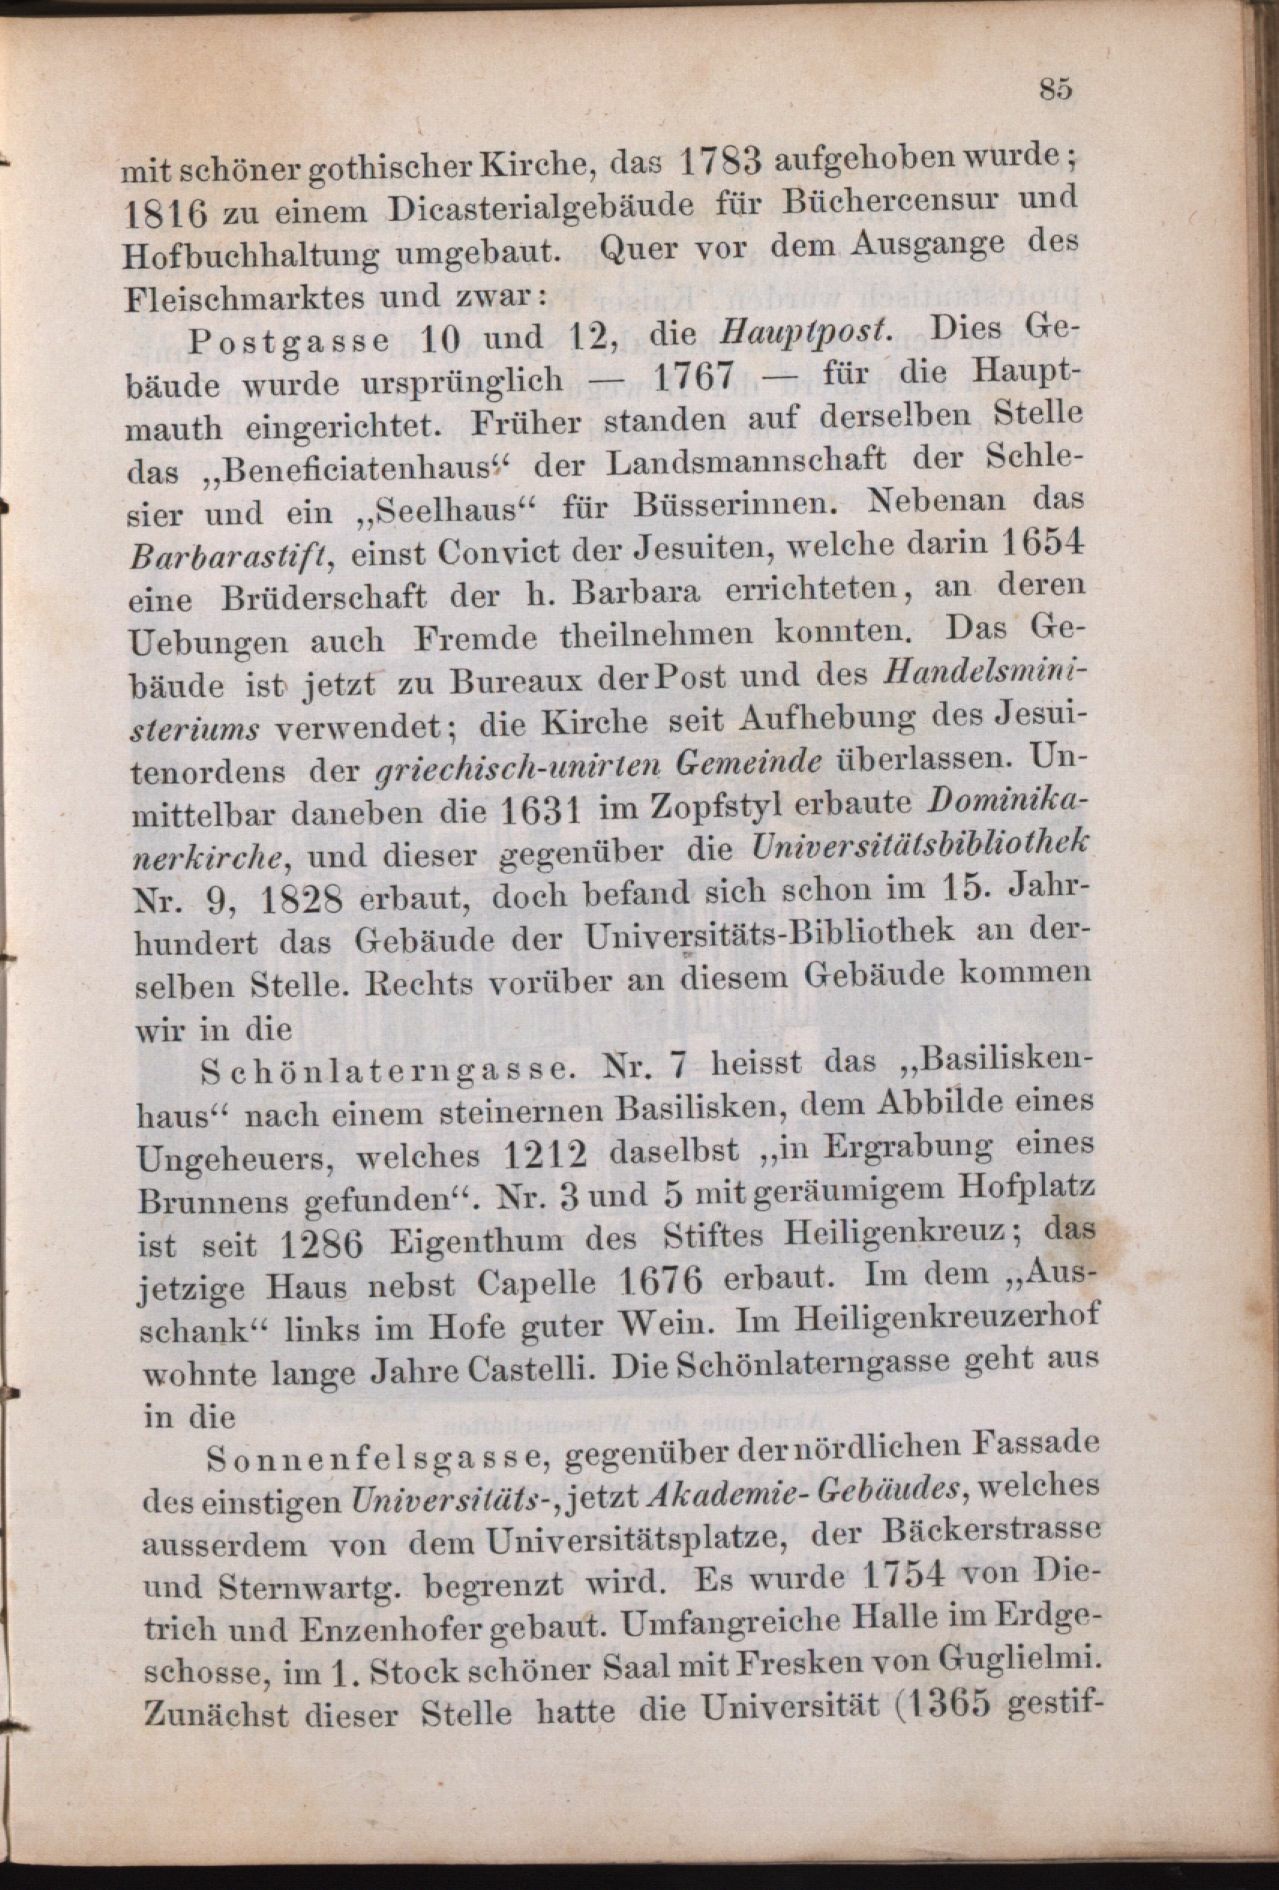 85
mit schöner gothischer Kirche, das 1783 aufgehoben wurde;
1816 zu einem Dicasterialgebäude für Büchercensur und
Hofbuchhaltung umgebaut. Quer vor dem Ausgange des
Fleischmarktes und zwar:
Postgasse 10 und 12, die Hauptpost. Dies Ge-
bäude wurde ursprünglich — 1767 — für die Haupt-
mauth eingerichtet. Früher standen auf derselben Stelle
das „Beneficiatenhaus“ der Landsmannschaft der Schle-
sier und ein „Seelhaus“ für Büsserinnen. Nebenan das
Barbarastift, einst Convict der Jesuiten, welche darin 1654
eine Brüderschaft der h. Barbara errichteten, an deren
Uebungen auch Fremde theilnehmen konnten. Das Ge-
bäude ist jetzt zu Bureaux der Post und des Handelsmini-
steriums verwendet; die Kirche seit Aufhebung des Jesui-
tenordens der griechisch-unirten Gemeinde überlassen. Un-
mittelbar daneben die 1631 im Zopfstyl erbaute Dominika-
nerkirche, und dieser gegenüber die Universitätsbibliothek
Nr. 9, 1828 erbaut, doch befand sich schon im 15. Jahr-
hundert das Gebäude der Universitäts-Bibliothek an der-
selben Stelle. Rechts vorüber an diesem Gebäude kommen
wir in die
Schönlaterngasse. Nr. 7 heisst das „Basilisken-
haus“ nach einem steinernen Basilisken, dem Abbilde eines
Ungeheuers, welches 1212 daselbst „in Ergrabung eines
Brunnens gefunden“. Nr. 3 und 5 mit geräumigem Hofplatz
ist seit 1286 Eigenthum des Stiftes Heiligenkreuz; das
jetzige Haus nebst Capelle 1676 erbaut. Im dem „Aus-
schank“ links im Hofe guter Wein. Im Heiligenkreuzerhof
wohnte lange Jahre Castelli. Die Schönlaterngasse geht aus
in die
Sonnenfelsgasse, gegenüber der nördlichen Fassade
des einstigen Universitäts-, jetzt Akademie-Gebäudes, welches
ausserdem von dem Universitätsplatze, der Bäckerstrasse
und Sternwartg. begrenzt wird. Es wurde 1754 von Die-
trich und Enzenhofer gebaut. Umfangreiche Halle im Erdge-
schosse, im 1. Stock schöner Saal mit Fresken von Guglielmi.
Zunächst dieser Stelle hatte die Universität (1365 gestif-